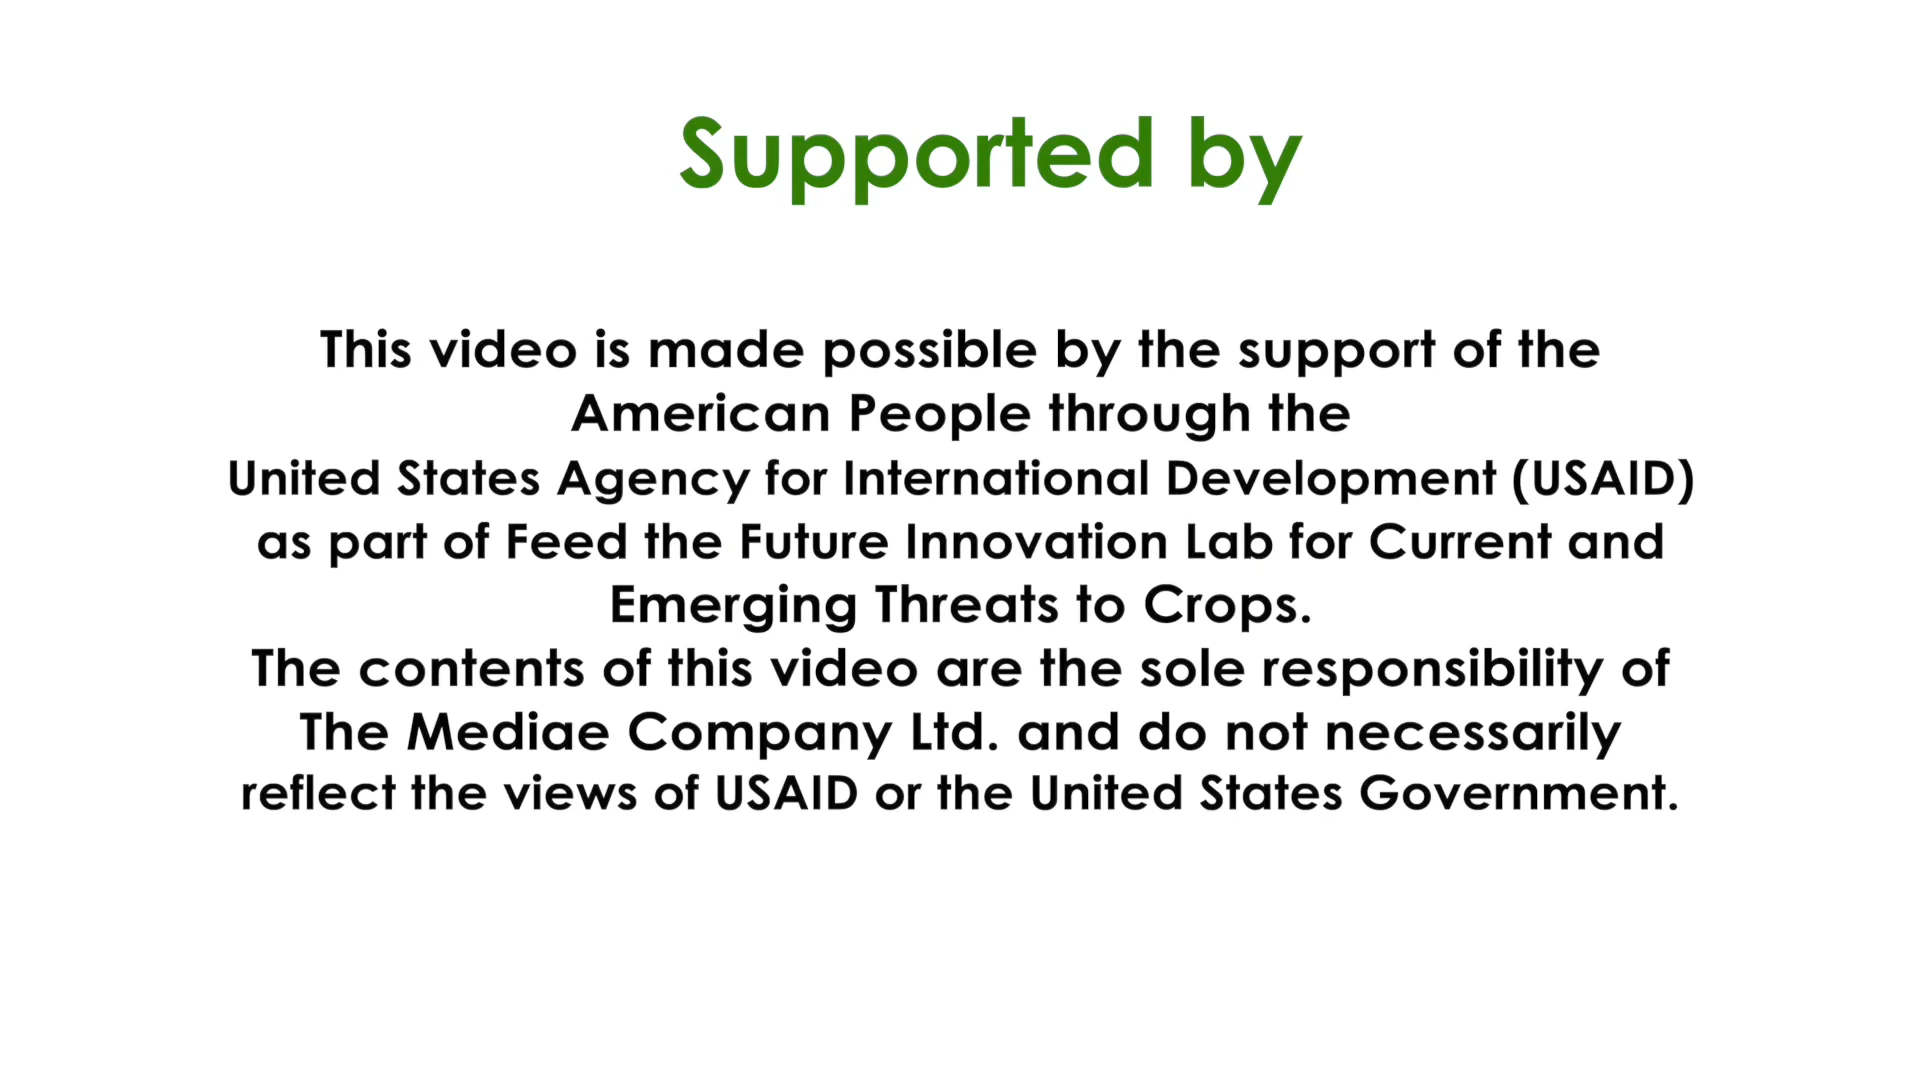 Supported by
This video is made possible by the support of the
American People through the
United States Agency for International Development (USAID)
as part of Feed the Future Innovation Lab for Current and
Emerging Threats to Crops.
The contents of this video are the sole responsibility of
The Mediae Company Ltd. and do not necessarily
reflect the views of USAID or the United States Government.